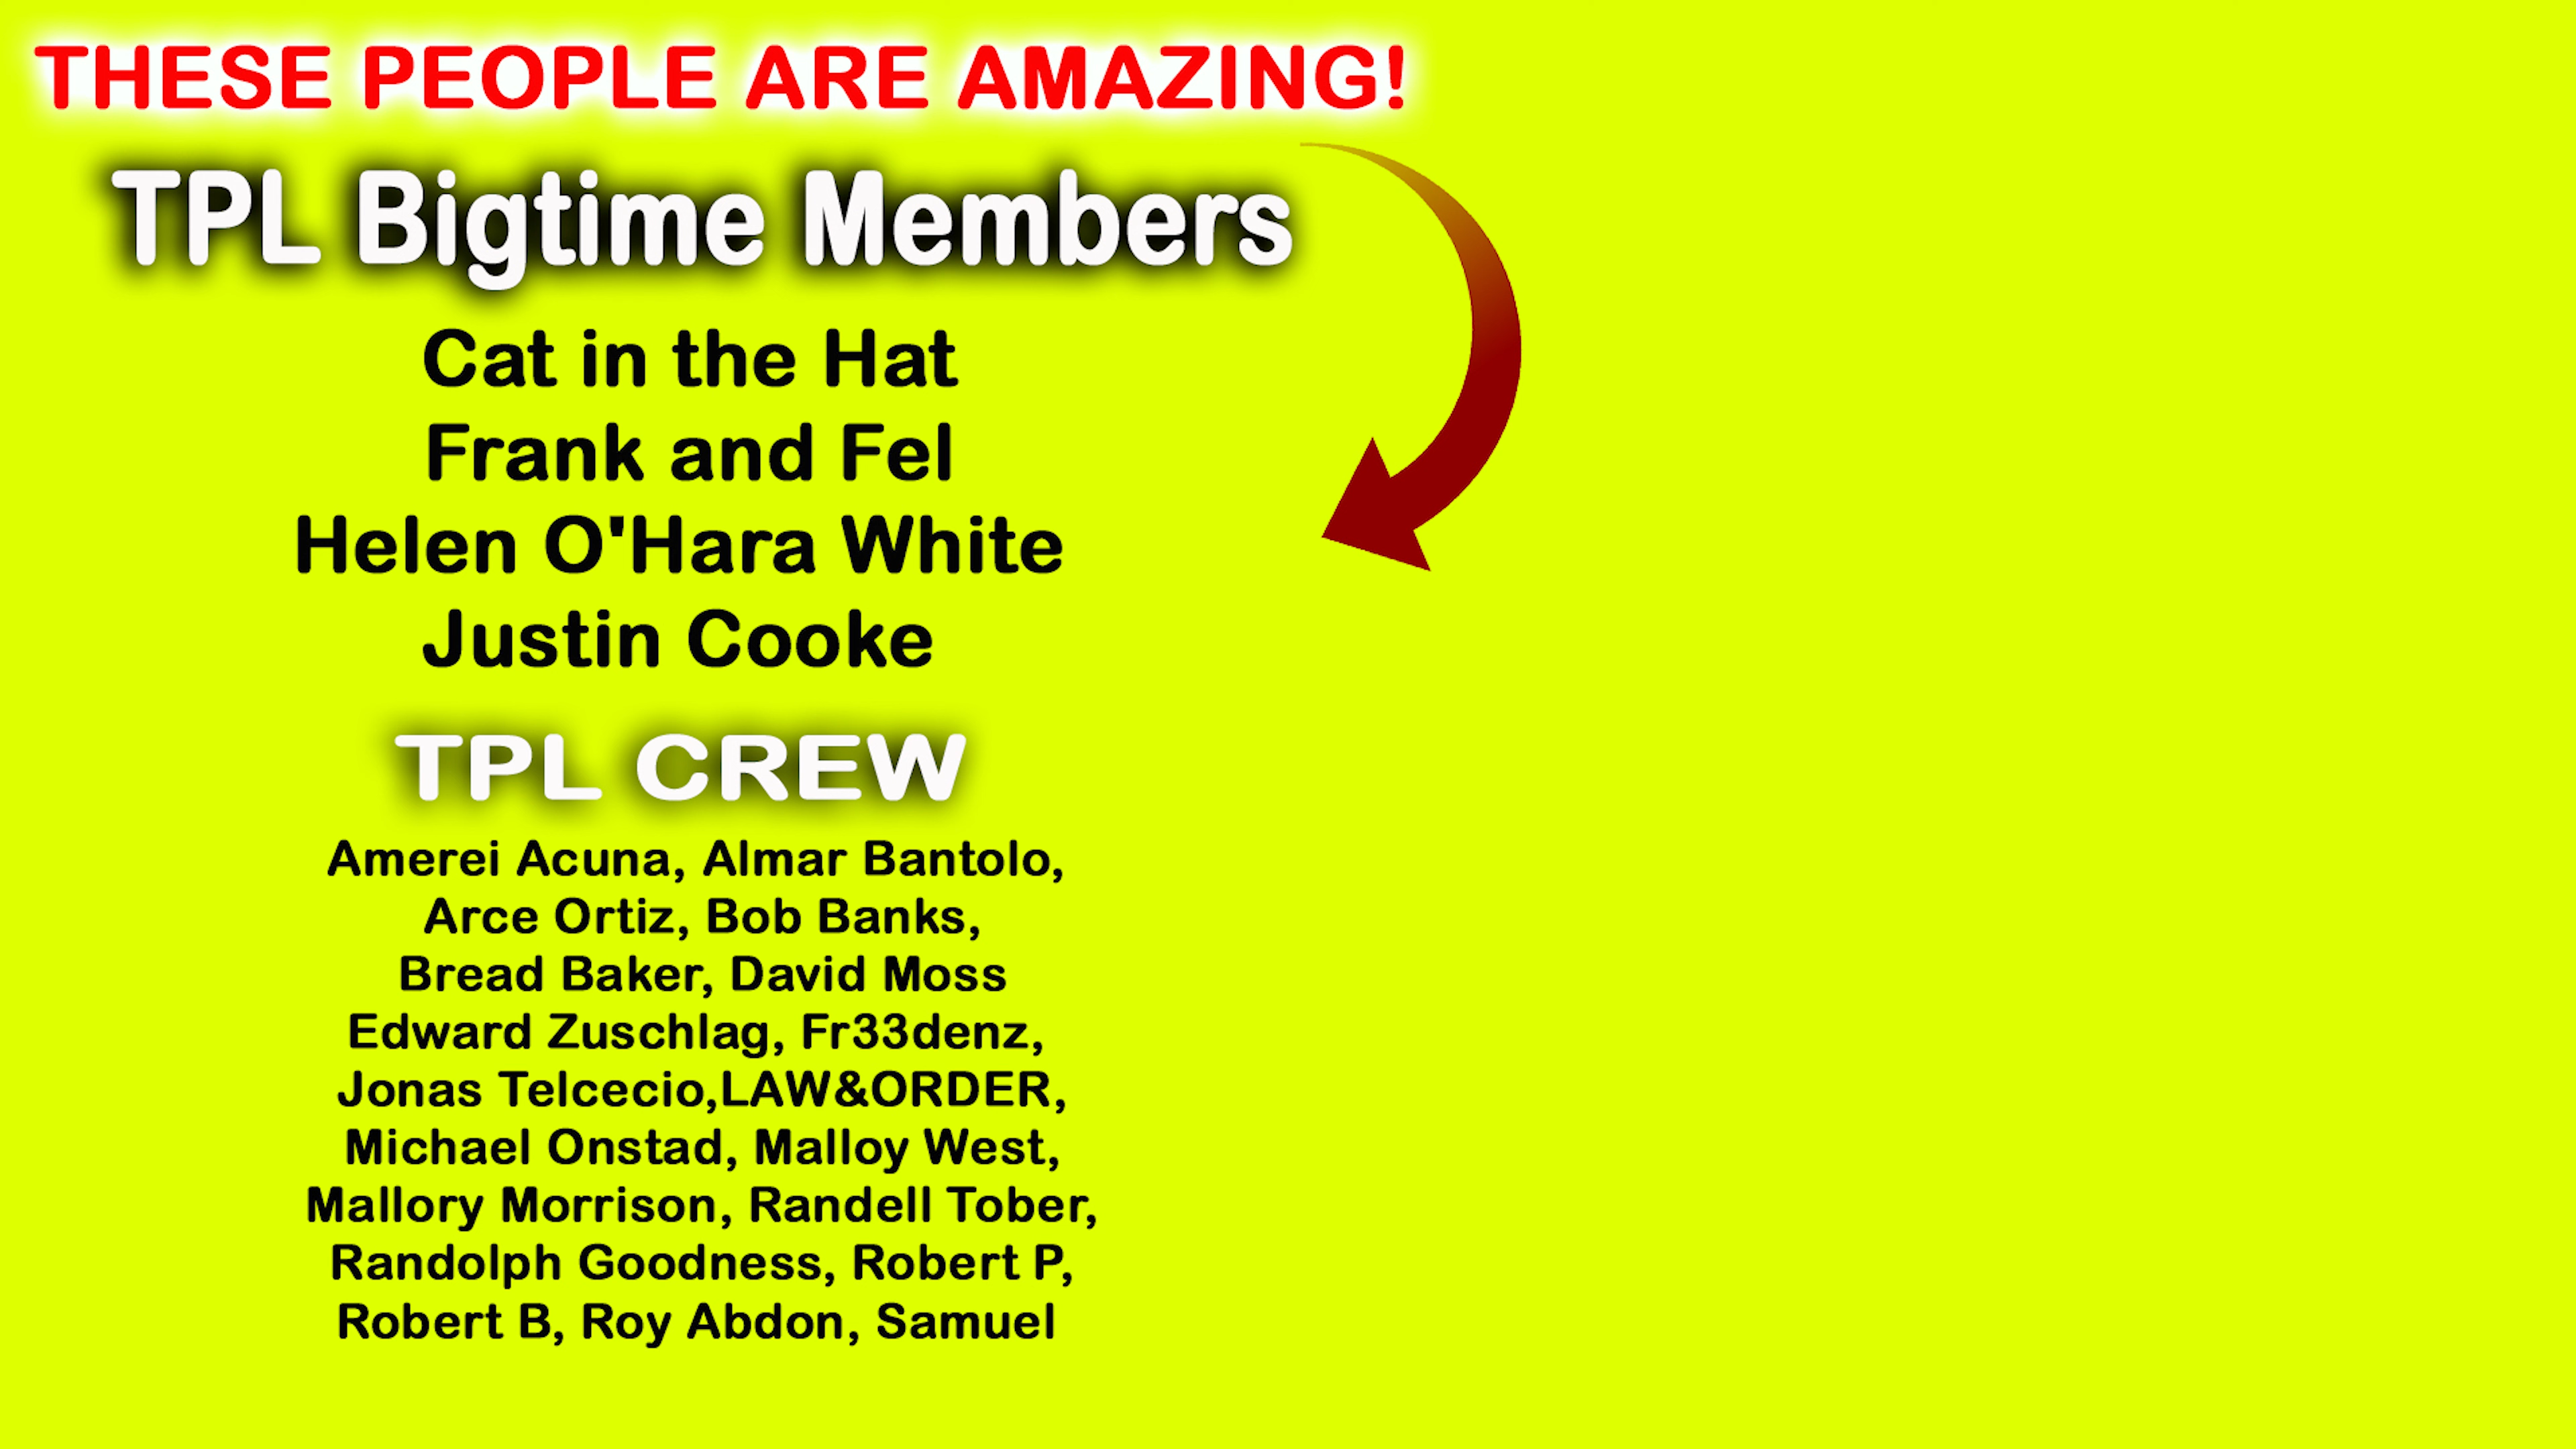 THESE PEOPLE ARE AMAZING!
TPL Bigtime Members
Cat in the Hat
Frank and Fel
Helen O'Hara White
Justin Cooke
TPL CREW
Amerei Acuna, Almar Bantolo,
Arce Ortiz, Bob Banks,
Bread Baker, David Moss
Edward Zuschlag, Fr33denz,
Jonas Telcecio,LAW&ORDER,
Michael Onstad, Malloy West,
Mallory Morrison, Randell Tober,
Randolph Goodness, Robert P,
Robert B, Roy Abdon, Samuel